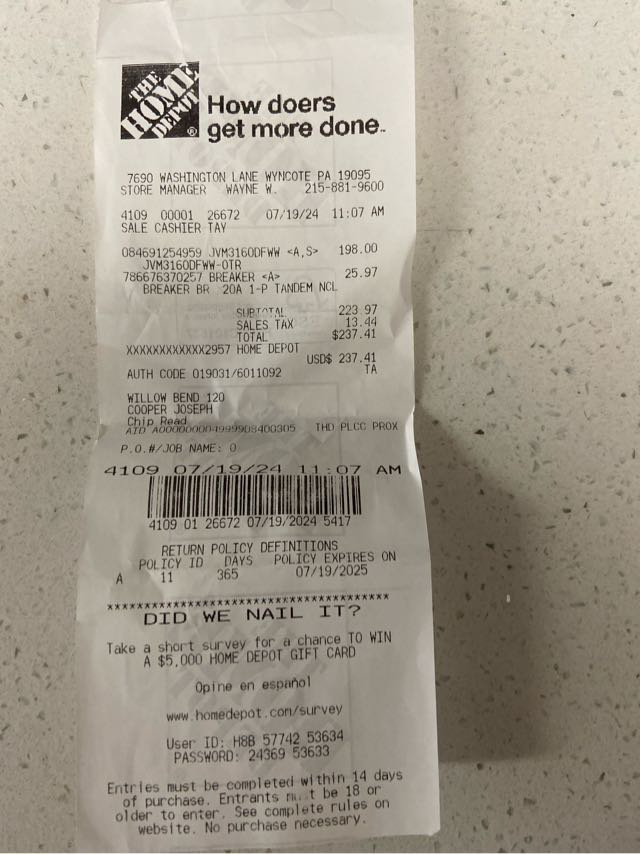 THE
HOME
DEPOT
®
How doers
get more done™
7690 WASHINGTON LANE WYNCOTE PA 19095
STORE MANAGER WAYNE W. 215-881-9600
4109 00001 26672 07/19/24 11:07 AM
SALE CASHIER TAY
084691254959 JVM3160DFWW <A,S> 198.00
JVM3160DFWW-OTR
786676370257 BREAKER <A> 25.97
BREAKER BR 20A 1-P TANDEM NCL
SUBTOTAL 223.97
SALES TAX 13.44
TOTAL $237.41
XXXXXXXXXXXX2957 HOME DEPOT
USD$ 237.41
AUTH CODE 019031/6011092 TA
WILLOW BEND 120
COOPER JOSEPH
Chip Read
AID THD PLCC PROX
P.O.#/JOB NAME: 0
4109 07/19/24 11:07 AM
4109 01 26672 07/19/2024 5417
RETURN POLICY DEFINITIONS
POLICY ID DAYS POLICY EXPIRES ON
A 11 365 07/19/2025
****************************************
DID WE NAIL IT?
Take a short survey for a chance TO WIN
A $5,000 HOME DEPOT GIFT CARD
Opine en español
www.homedepot.com/survey
User ID: H8B 57742 53634
PASSWORD: 24369 53633
Entries must be completed within 14 days
of purchase. Entrants must be 18 or
older to enter. See complete rules on
website. No purchase necessary.